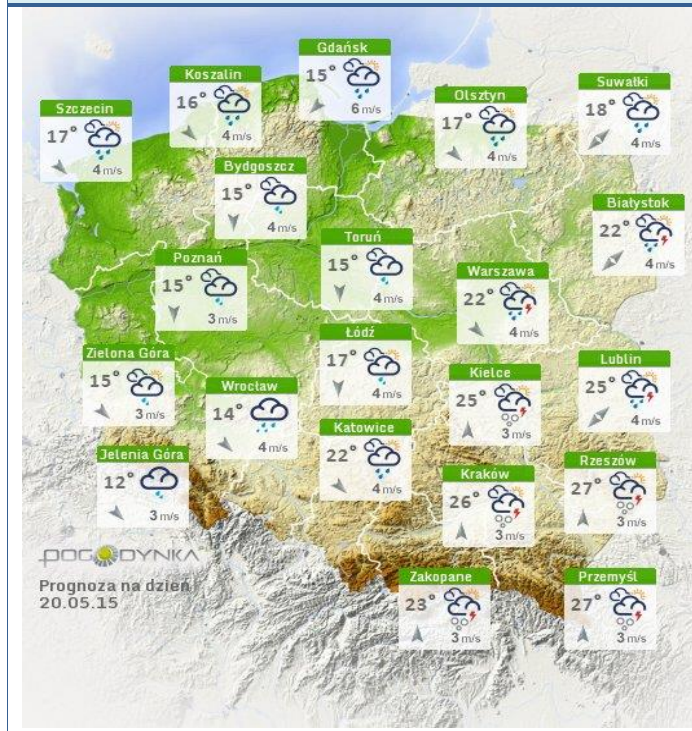 Gdańsk
15°
6 m/s
Koszalin
16°
4 m/s
Szczecin
17°
4 m/s
Olsztyn
17°
4 m/s
Suwałki
18°
4 m/s
Bydgoszcz
15°
4 m/s
Białystok
22°
4 m/s
Toruń
15°
4 m/s
Poznań
15°
3 m/s
Warszawa
22°
4 m/s
Łódź
17°
4 m/s
Zielona Góra
15°
3 m/s
Wrocław
14°
4 m/s
Kielce
25°
3 m/s
Lublin
25°
4 m/s
Katowice
22°
4 m/s
Jelenia Góra
12°
3 m/s
Kraków
26°
3 m/s
Rzeszów
27°
3 m/s
POGODYNKA
Prognoza na dzień
20.05.15
Zakopane
23°
3 m/s
Przemyśl
27°
3 m/s